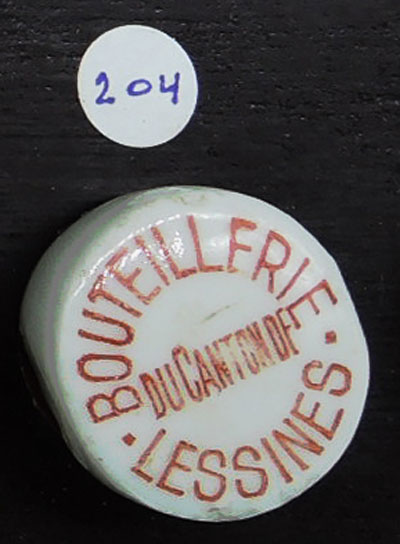 204
BOUTEILLERIE
DU CANTON DE
· LESSINES ·